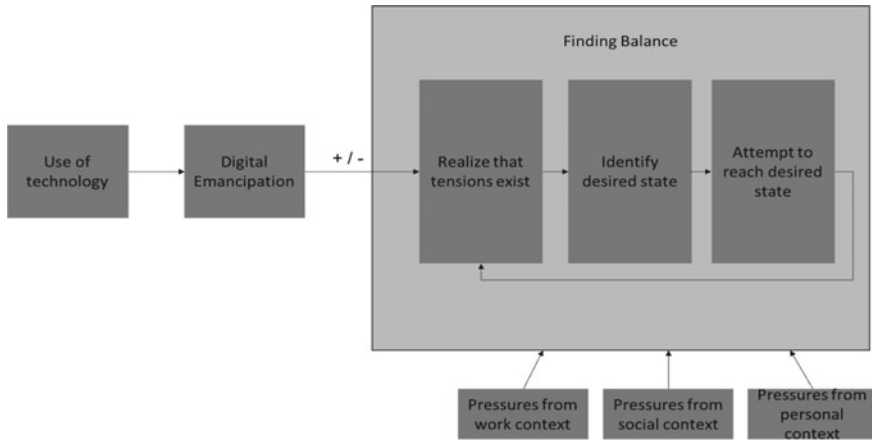 Finding Balance
Use of
technology
Digital
Emancipation
+ / -
Realize that
tensions exist
Identify
desired state
Attempt to
reach desired
state
Pressures from
work context
Pressures from
social context
Pressures from
personal
context